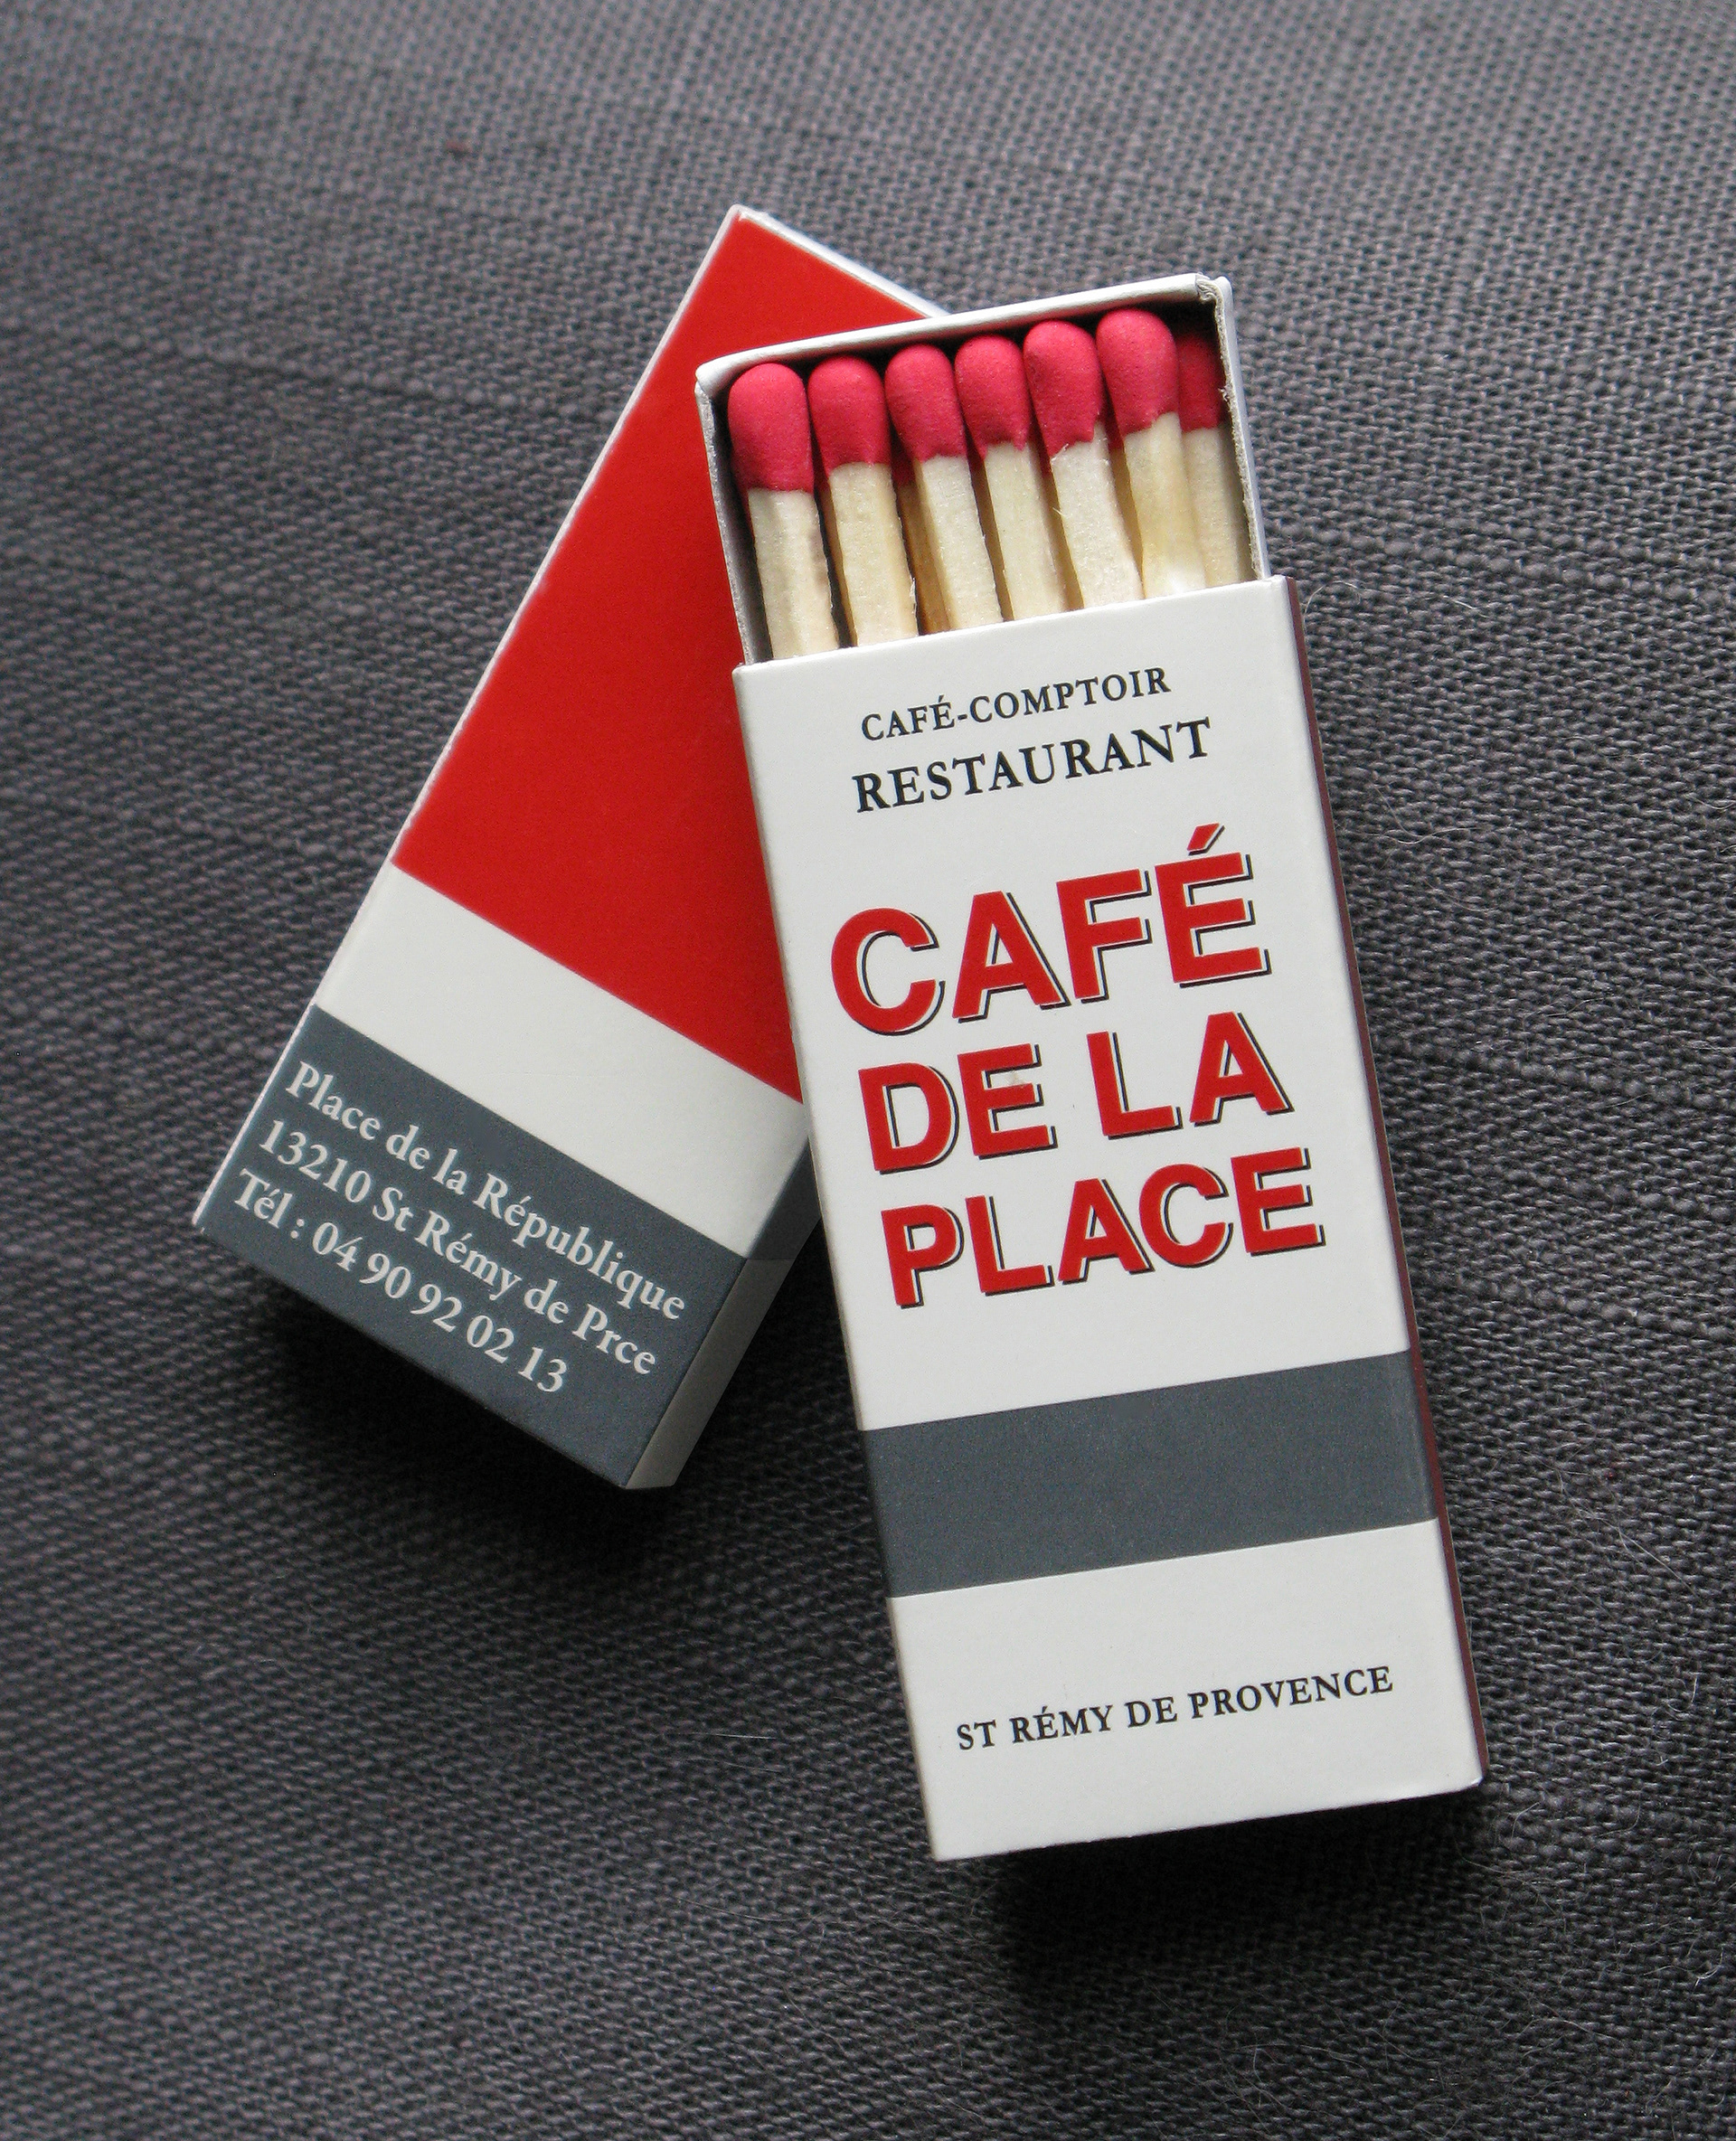 CAFÉ-COMPTOIR
RESTAURANT
CAFÉ
DE LA
PLACE
ST RÉMY DE PROVENCE
Place de la République
13210 St Rémy de Prce
Tél : 04 90 92 02 13